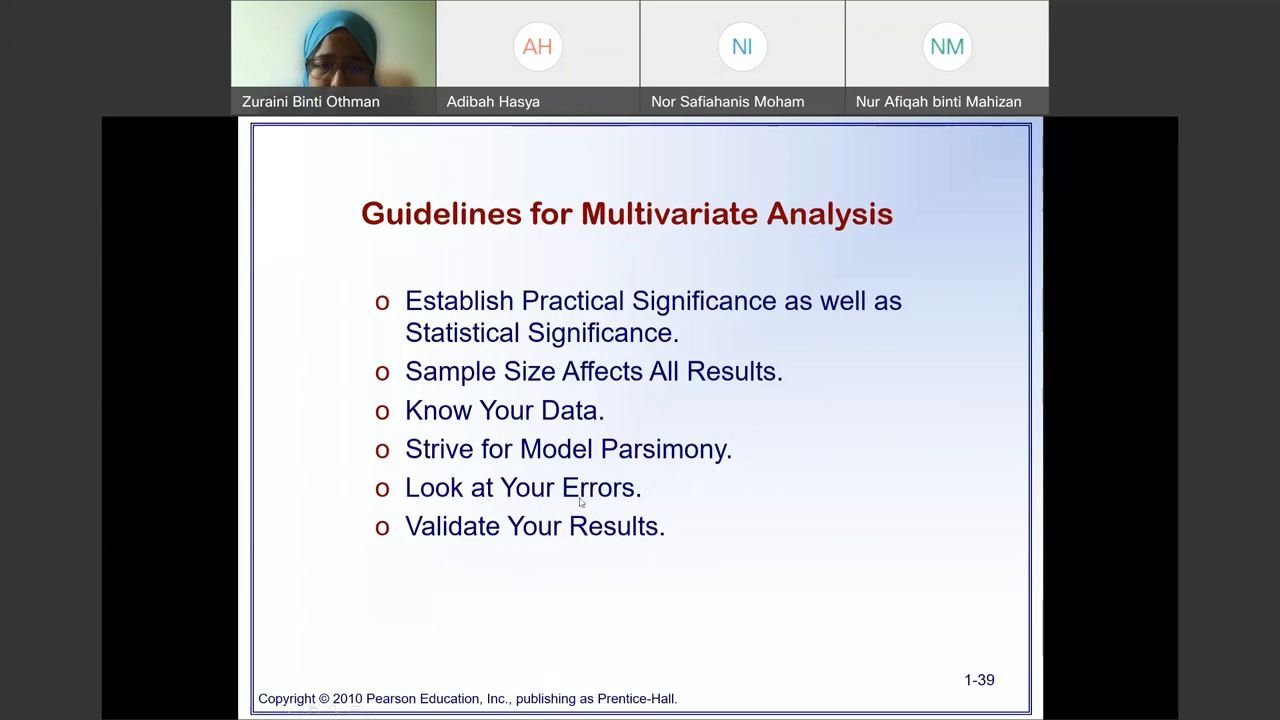 AH
NI
NM
Zuraini Binti Othman
Adibah Hasya
Nor Safiahanis Moham
Nur Afiqah binti Mahizan
Guidelines for Multivariate Analysis
o Establish Practical Significance as well as
Statistical Significance.
o Sample Size Affects All Results.
o Know Your Data.
o Strive for Model Parsimony.
o Look at Your Errors.
o Validate Your Results.
1-39
Copyright © 2010 Pearson Education, Inc., publishing as Prentice-Hall.